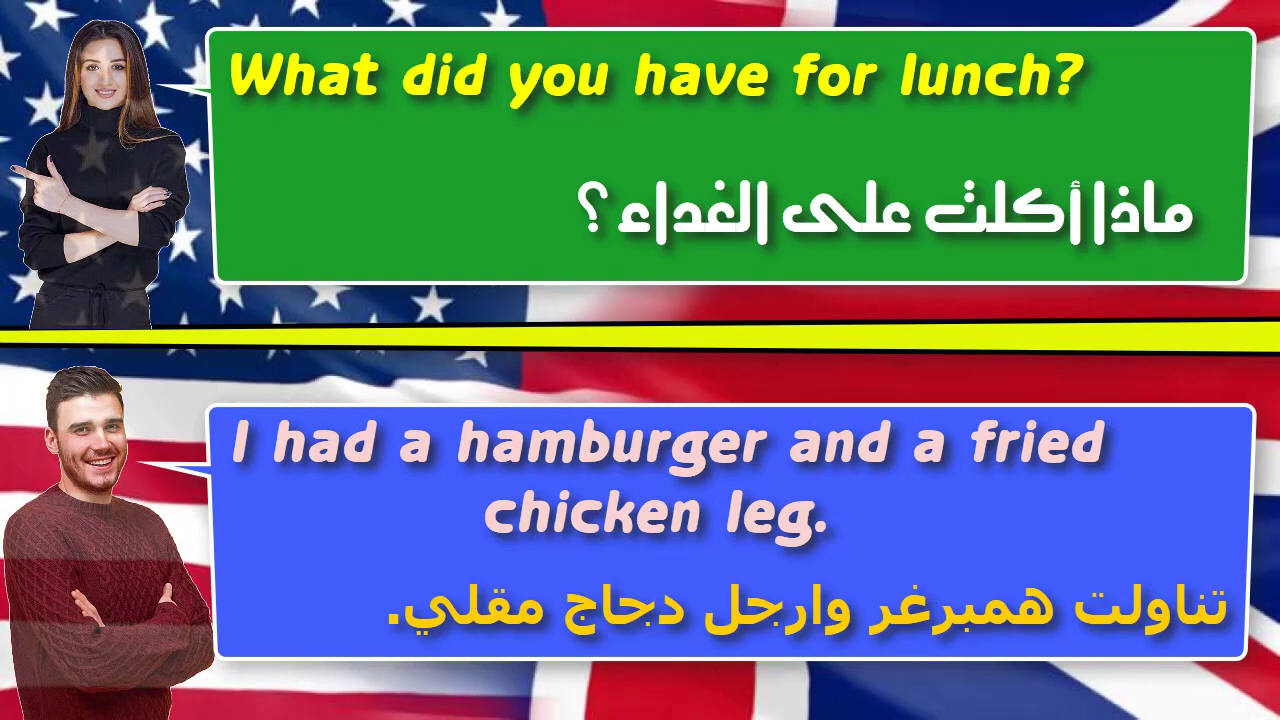 What did you have for lunch?
ماذا أكلت على الغداء ؟
I had a hamburger and a fried
chicken leg.
تناولت همبرغر وارجل دجاج مقلي.